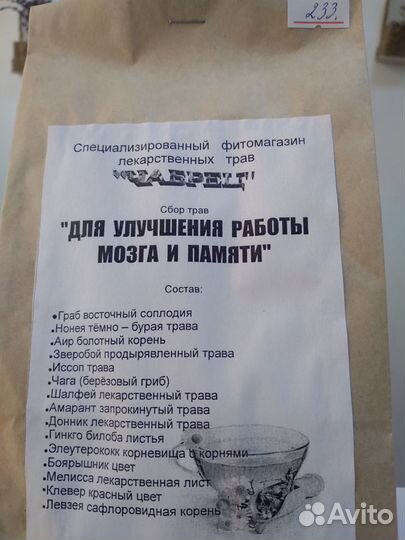 233.
Специализированный фитомагазин
лекарственных трав
"ЧАБРЕЦ"
Сбор трав
"ДЛЯ УЛУЧШЕНИЯ РАБОТЫ
МОЗГА И ПАМЯТИ"
Состав:
•Граб восточный соплодия
•Нонея тёмно – бурая трава
•Аир болотный корень
•Зверобой продырявленный трава
•Иссоп трава
•Чага (берёзовый гриб)
•Шалфей лекарственный трава
•Амарант запрокинутый трава
•Донник лекарственный трава
•Гинкго билоба листья
•Элеутерококк корневища с корнями
•Боярышник цвет
•Мелисса лекарственная лист
•Клевер красный цвет
•Левзея сафлоровидная корень
Avito